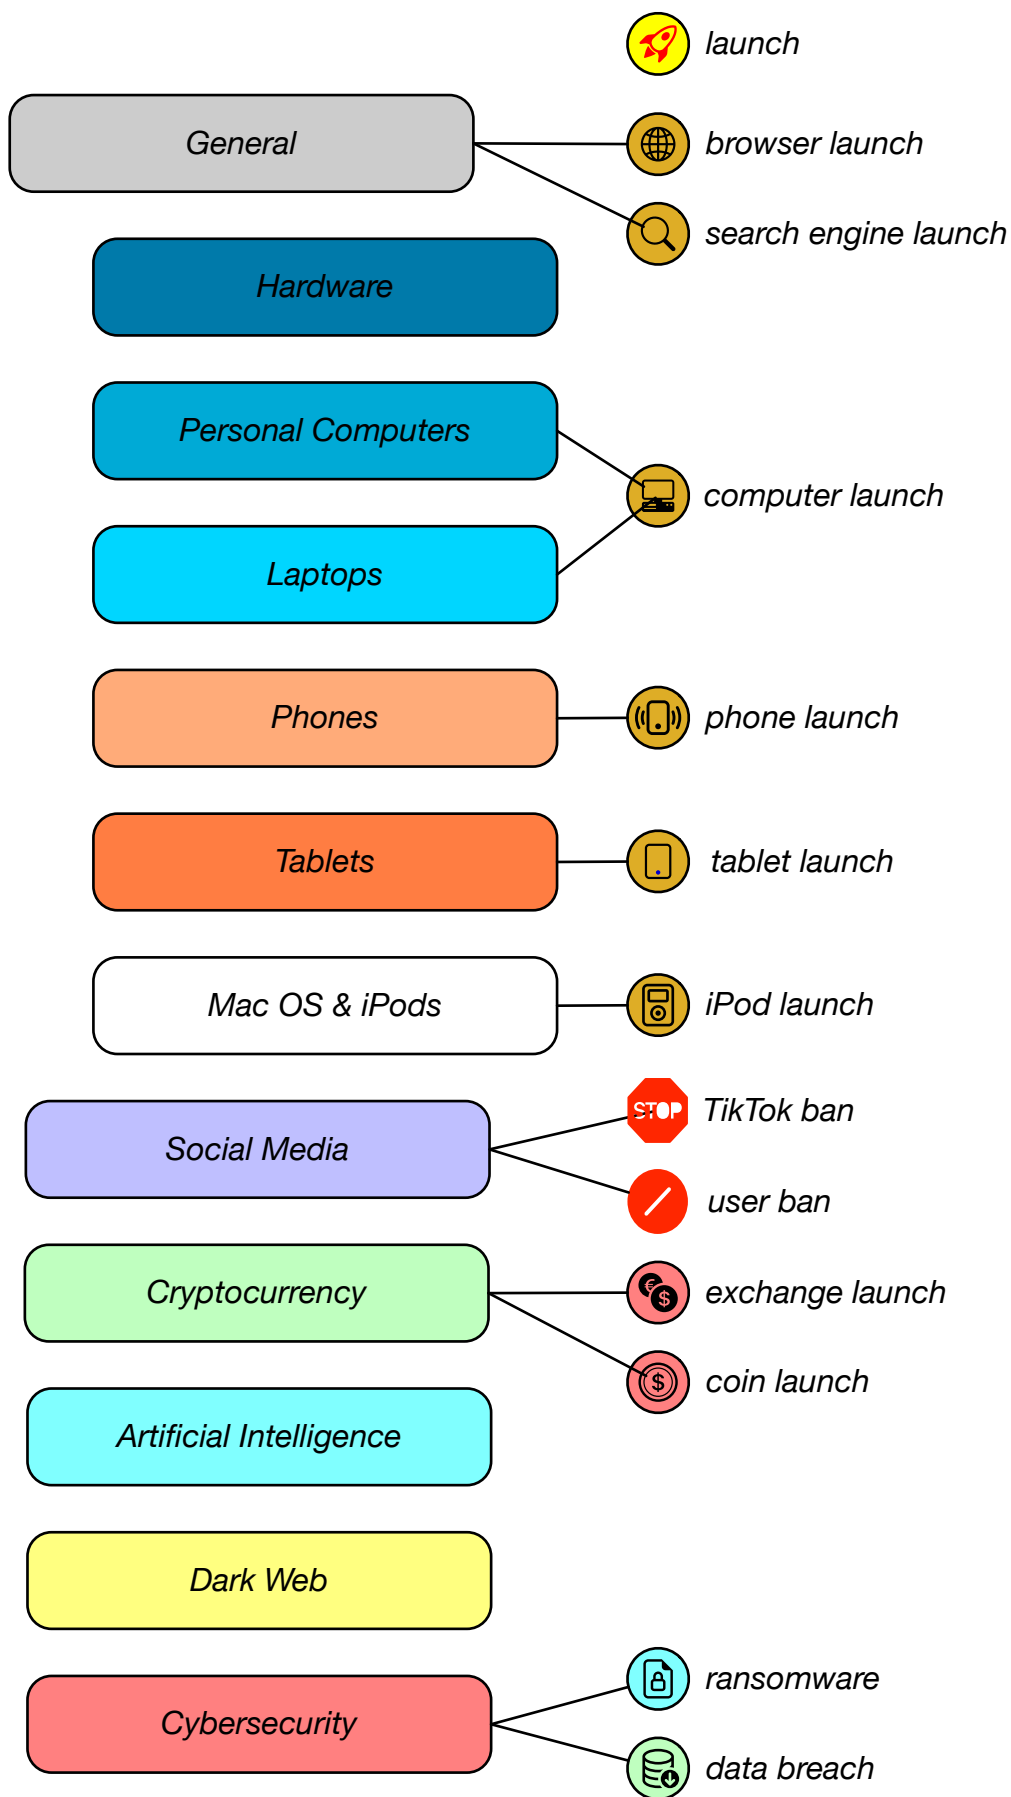 launch
General
browser launch
search engine launch
Hardware
Personal Computers
computer launch
Laptops
Phones
phone launch
Tablets
tablet launch
Mac OS & iPods
iPod launch
Social Media
STOP
TikTok ban
user ban
Cryptocurrency
€
$
exchange launch
$
coin launch
Artificial Intelligence
Dark Web
Cybersecurity
ransomware
data breach